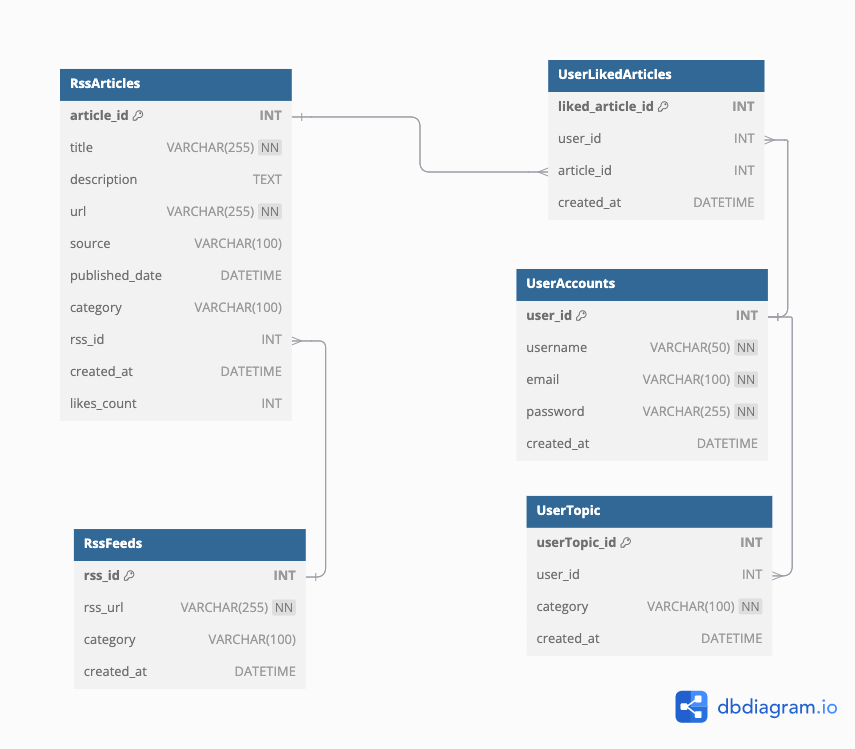 RssArticles
article_id INT
title VARCHAR(255) NN
description TEXT
url VARCHAR(255) NN
source VARCHAR(100)
published_date DATETIME
category VARCHAR(100)
rss_id INT
created_at DATETIME
likes_count INT
UserLikedArticles
liked_article_id INT
user_id INT
article_id INT
created_at DATETIME
UserAccounts
user_id INT
username VARCHAR(50) NN
email VARCHAR(100) NN
password VARCHAR(255) NN
created_at DATETIME
RssFeeds
rss_id INT
rss_url VARCHAR(255) NN
category VARCHAR(100)
created_at DATETIME
UserTopic
userTopic_id INT
user_id INT
category VARCHAR(100) NN
created_at DATETIME
dbdiagram.io